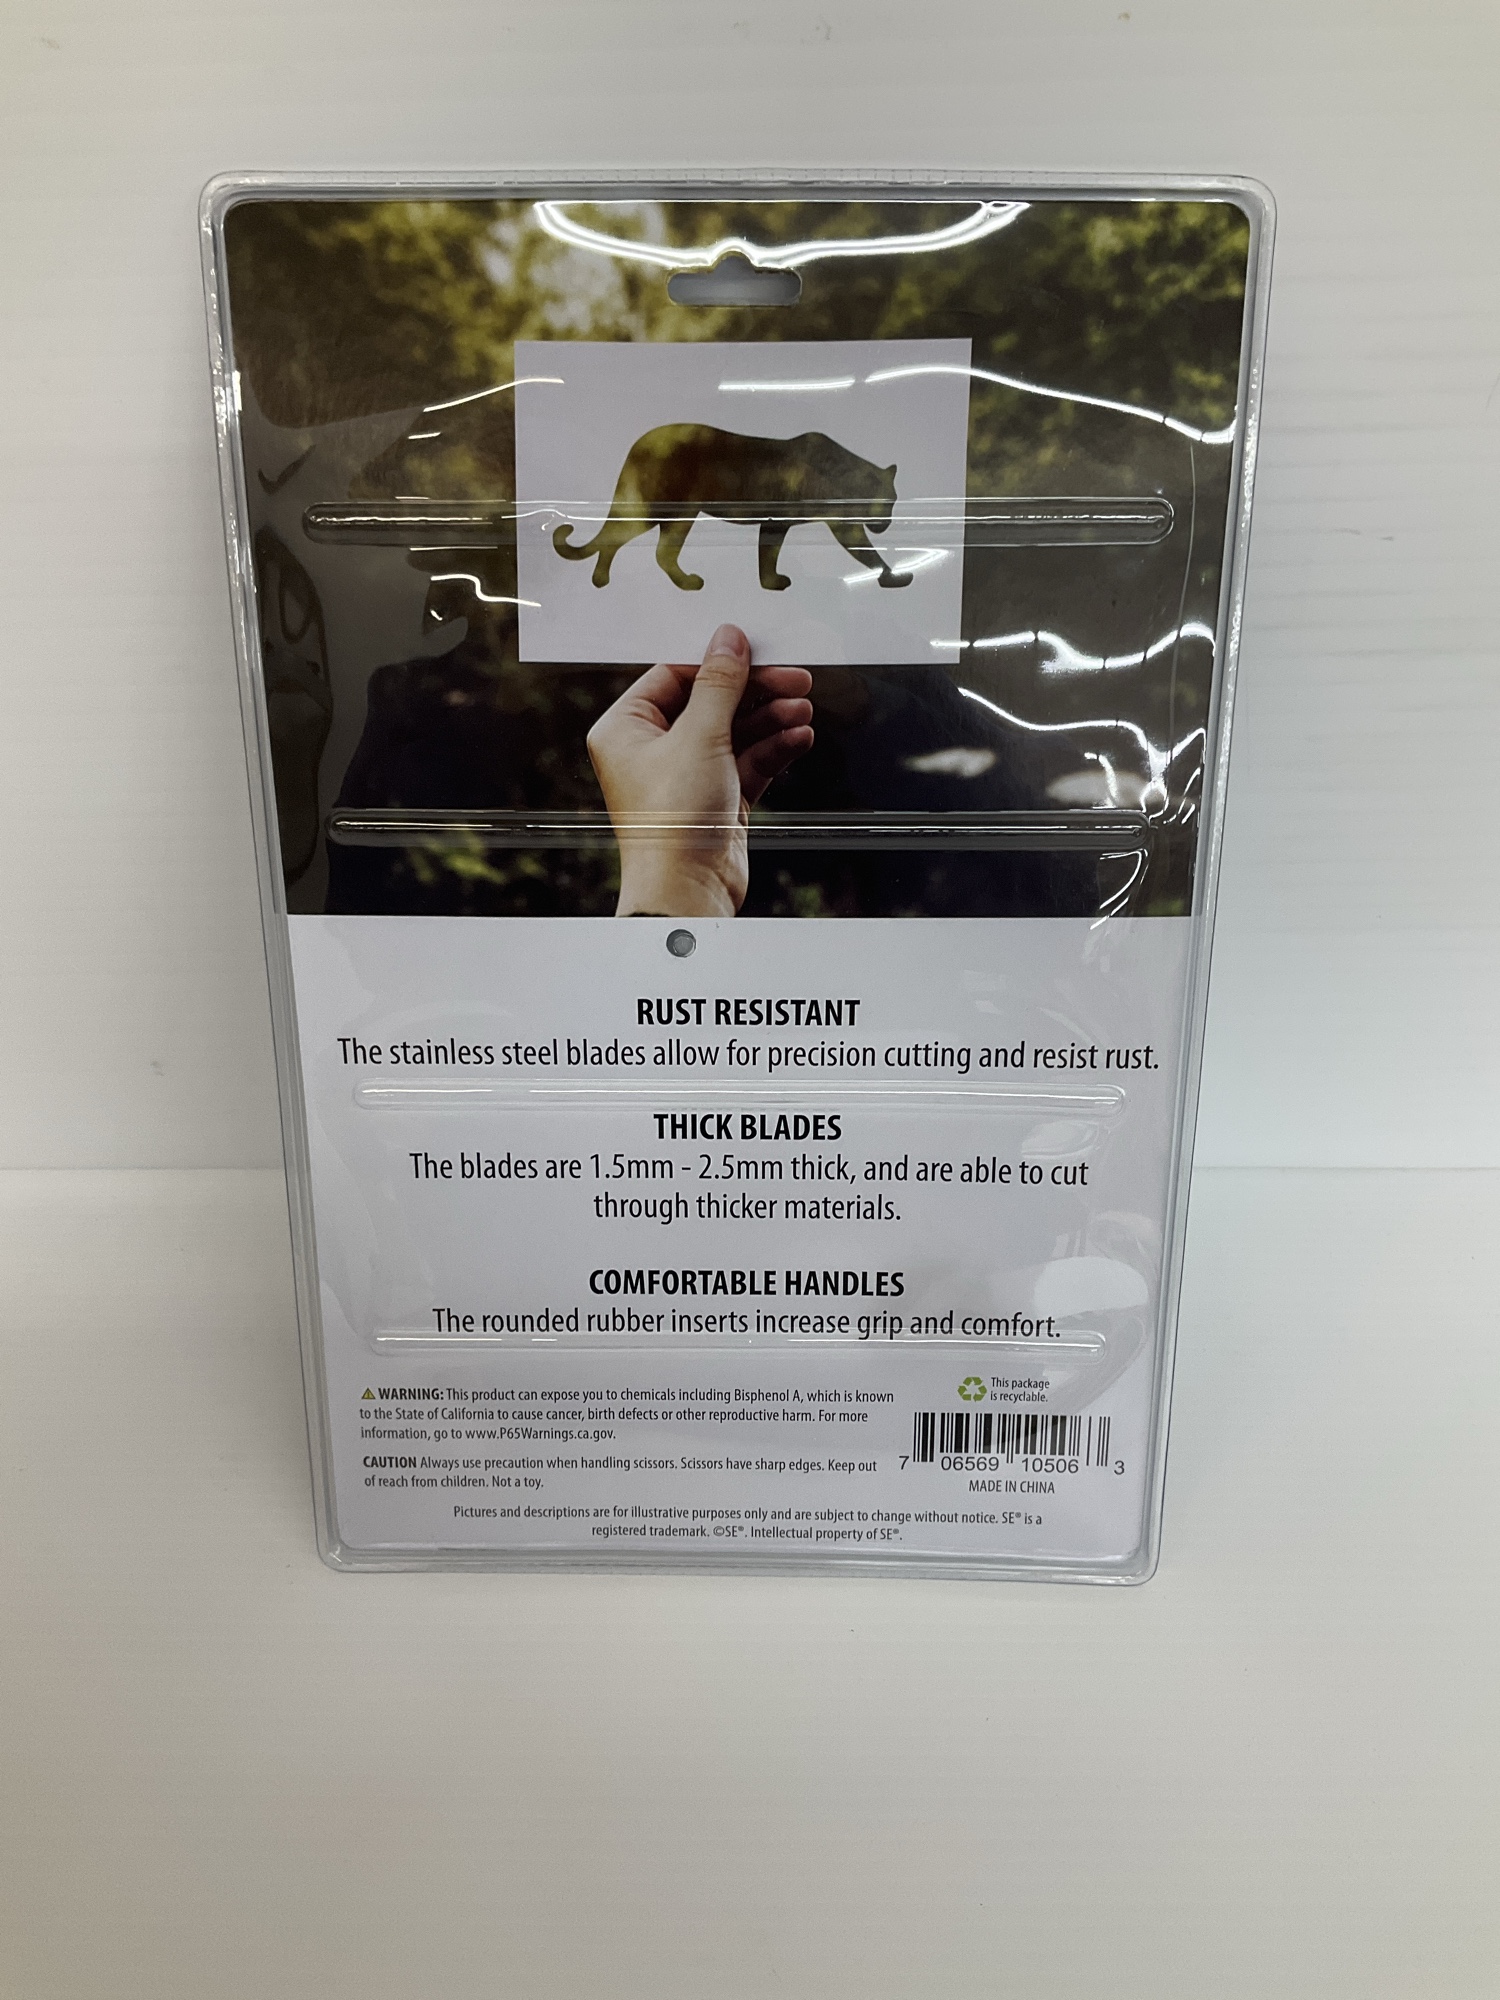 RUST RESISTANT
The stainless steel blades allow for precision cutting and resist rust.
THICK BLADES
The blades are 1.5mm - 2.5mm thick, and are able to cut
through thicker materials.
COMFORTABLE HANDLES
The rounded rubber inserts increase grip and comfort.
⚠ WARNING: This product can expose you to chemicals including Bisphenol A, which is known
to the State of California to cause cancer, birth defects or other reproductive harm. For more
information, go to www.P65Warnings.ca.gov.
CAUTION Always use precaution when handling scissors. Scissors have sharp edges. Keep out
of reach from children. Not a toy.
This package
is recyclable.
7 06569 10506 3
MADE IN CHINA
Pictures and descriptions are for illustrative purposes only and are subject to change without notice. SE® is a
registered trademark. ©SE®. Intellectual property of SE®.